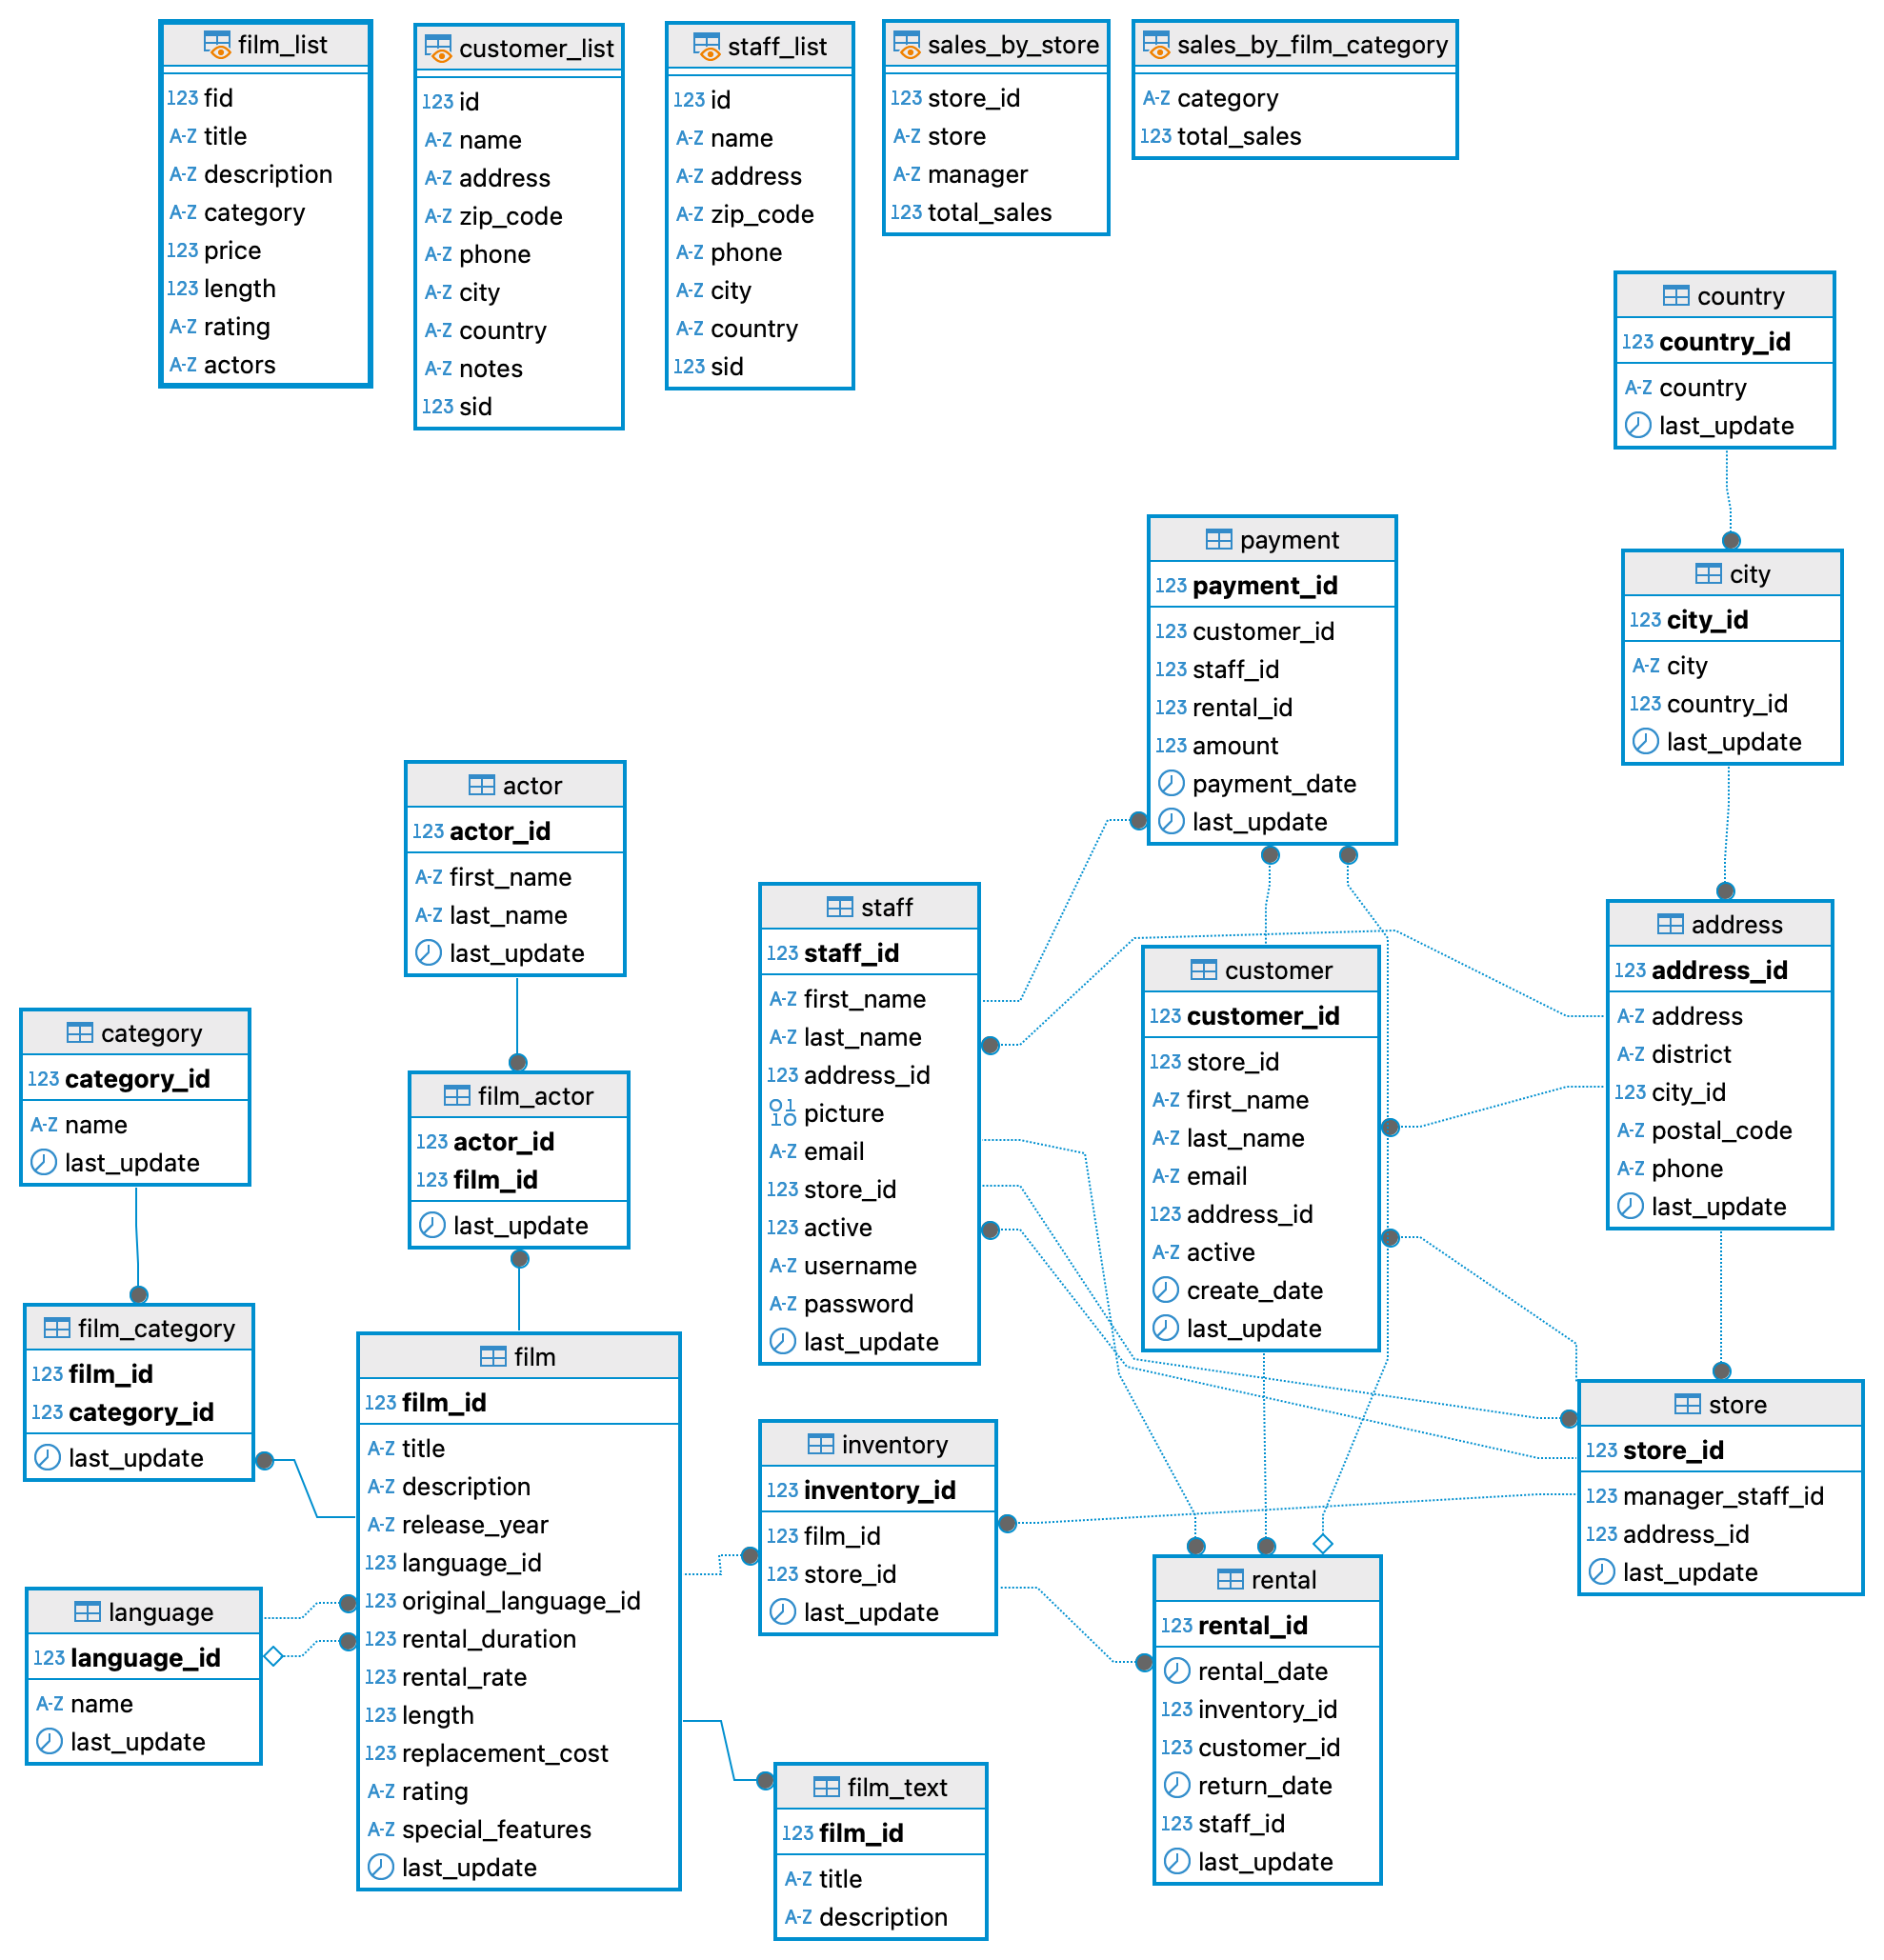 film_list
123 fid
A-Z title
A-Z description
A-Z category
123 price
123 length
A-Z rating
A-Z actors
customer_list
123 id
A-Z name
A-Z address
A-Z zip_code
A-Z phone
A-Z city
A-Z country
A-Z notes
123 sid
staff_list
123 id
A-Z name
A-Z address
A-Z zip_code
A-Z phone
A-Z city
A-Z country
123 sid
sales_by_store
123 store_id
A-Z store
A-Z manager
123 total_sales
sales_by_film_category
A-Z category
123 total_sales
country
123 country_id
A-Z country
last_update
payment
123 payment_id
123 customer_id
123 staff_id
123 rental_id
123 amount
payment_date
last_update
city
123 city_id
A-Z city
123 country_id
last_update
actor
123 actor_id
A-Z first_name
A-Z last_name
last_update
staff
123 staff_id
A-Z first_name
A-Z last_name
123 address_id
picture
A-Z email
123 store_id
123 active
A-Z username
A-Z password
last_update
customer
123 customer_id
123 store_id
A-Z first_name
A-Z last_name
A-Z email
123 address_id
A-Z active
create_date
last_update
address
123 address_id
A-Z address
A-Z district
123 city_id
A-Z postal_code
A-Z phone
last_update
category
123 category_id
A-Z name
last_update
film_actor
123 actor_id
123 film_id
last_update
film_category
123 film_id
123 category_id
last_update
film
123 film_id
A-Z title
A-Z description
A-Z release_year
123 language_id
123 original_language_id
123 rental_duration
123 rental_rate
123 length
123 replacement_cost
A-Z rating
A-Z special_features
last_update
inventory
123 inventory_id
123 film_id
123 store_id
last_update
store
123 store_id
123 manager_staff_id
123 address_id
last_update
language
123 language_id
A-Z name
last_update
rental
123 rental_id
rental_date
123 inventory_id
123 customer_id
return_date
123 staff_id
last_update
film_text
123 film_id
A-Z title
A-Z description